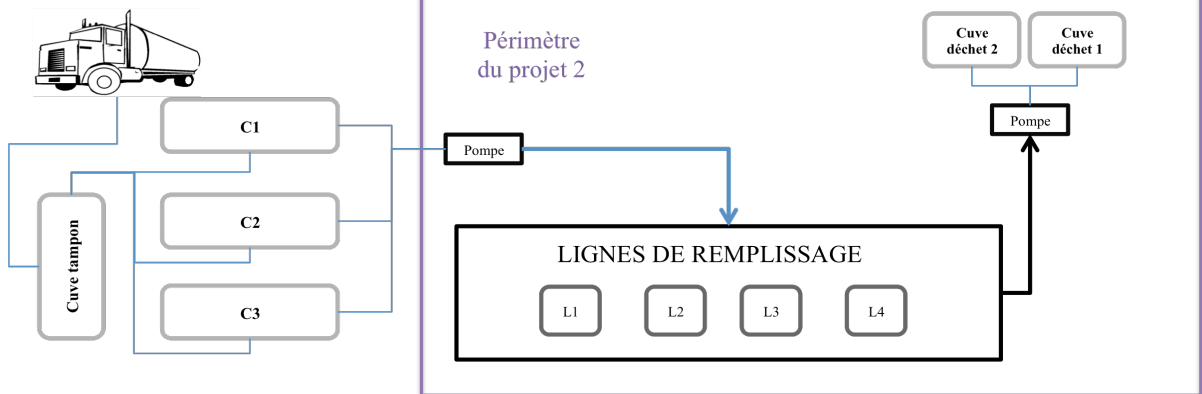 Périmètre
du projet 2
Cuve
déchet 2
Cuve
déchet 1
C1
Pompe
Pompe
C2
Cuve tampon
LIGNES DE REMPLISSAGE
C3
L1
L2
L3
L4